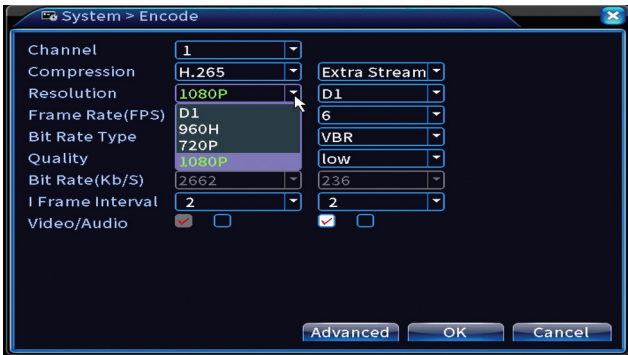 System > Encode
Channel 1
Compression H.265 Extra Stream
Resolution 1080P D1
Frame Rate(FPS) D1 6
960H
Bit Rate Type 720P VBR
Quality 1080P low
Bit Rate(Kb/S) 2662 236
I Frame Interval 2 2
Video/Audio
Advanced OK Cancel